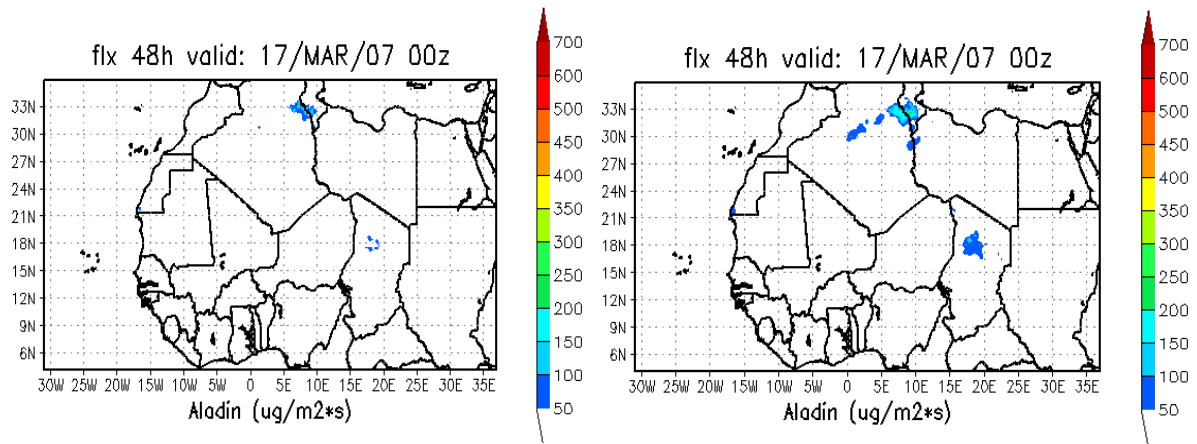 flx 48h valid: 17/MAR/07 00z
33N
30N
27N
24N
21N
18N
15N
12N
9N
6N
30W 25W 20W 15W 10W 5W 0 5E 10E 15E 20E 25E 30E 35E
Aladin (ug/m2*s)
700
600
500
450
400
350
300
250
200
150
100
50
flx 48h valid: 17/MAR/07 00z
33N
30N
27N
24N
21N
18N
15N
12N
9N
6N
30W 25W 20W 15W 10W 5W 0 5E 10E 15E 20E 25E 30E 35E
Aladin (ug/m2*s)
700
600
500
450
400
350
300
250
200
150
100
50